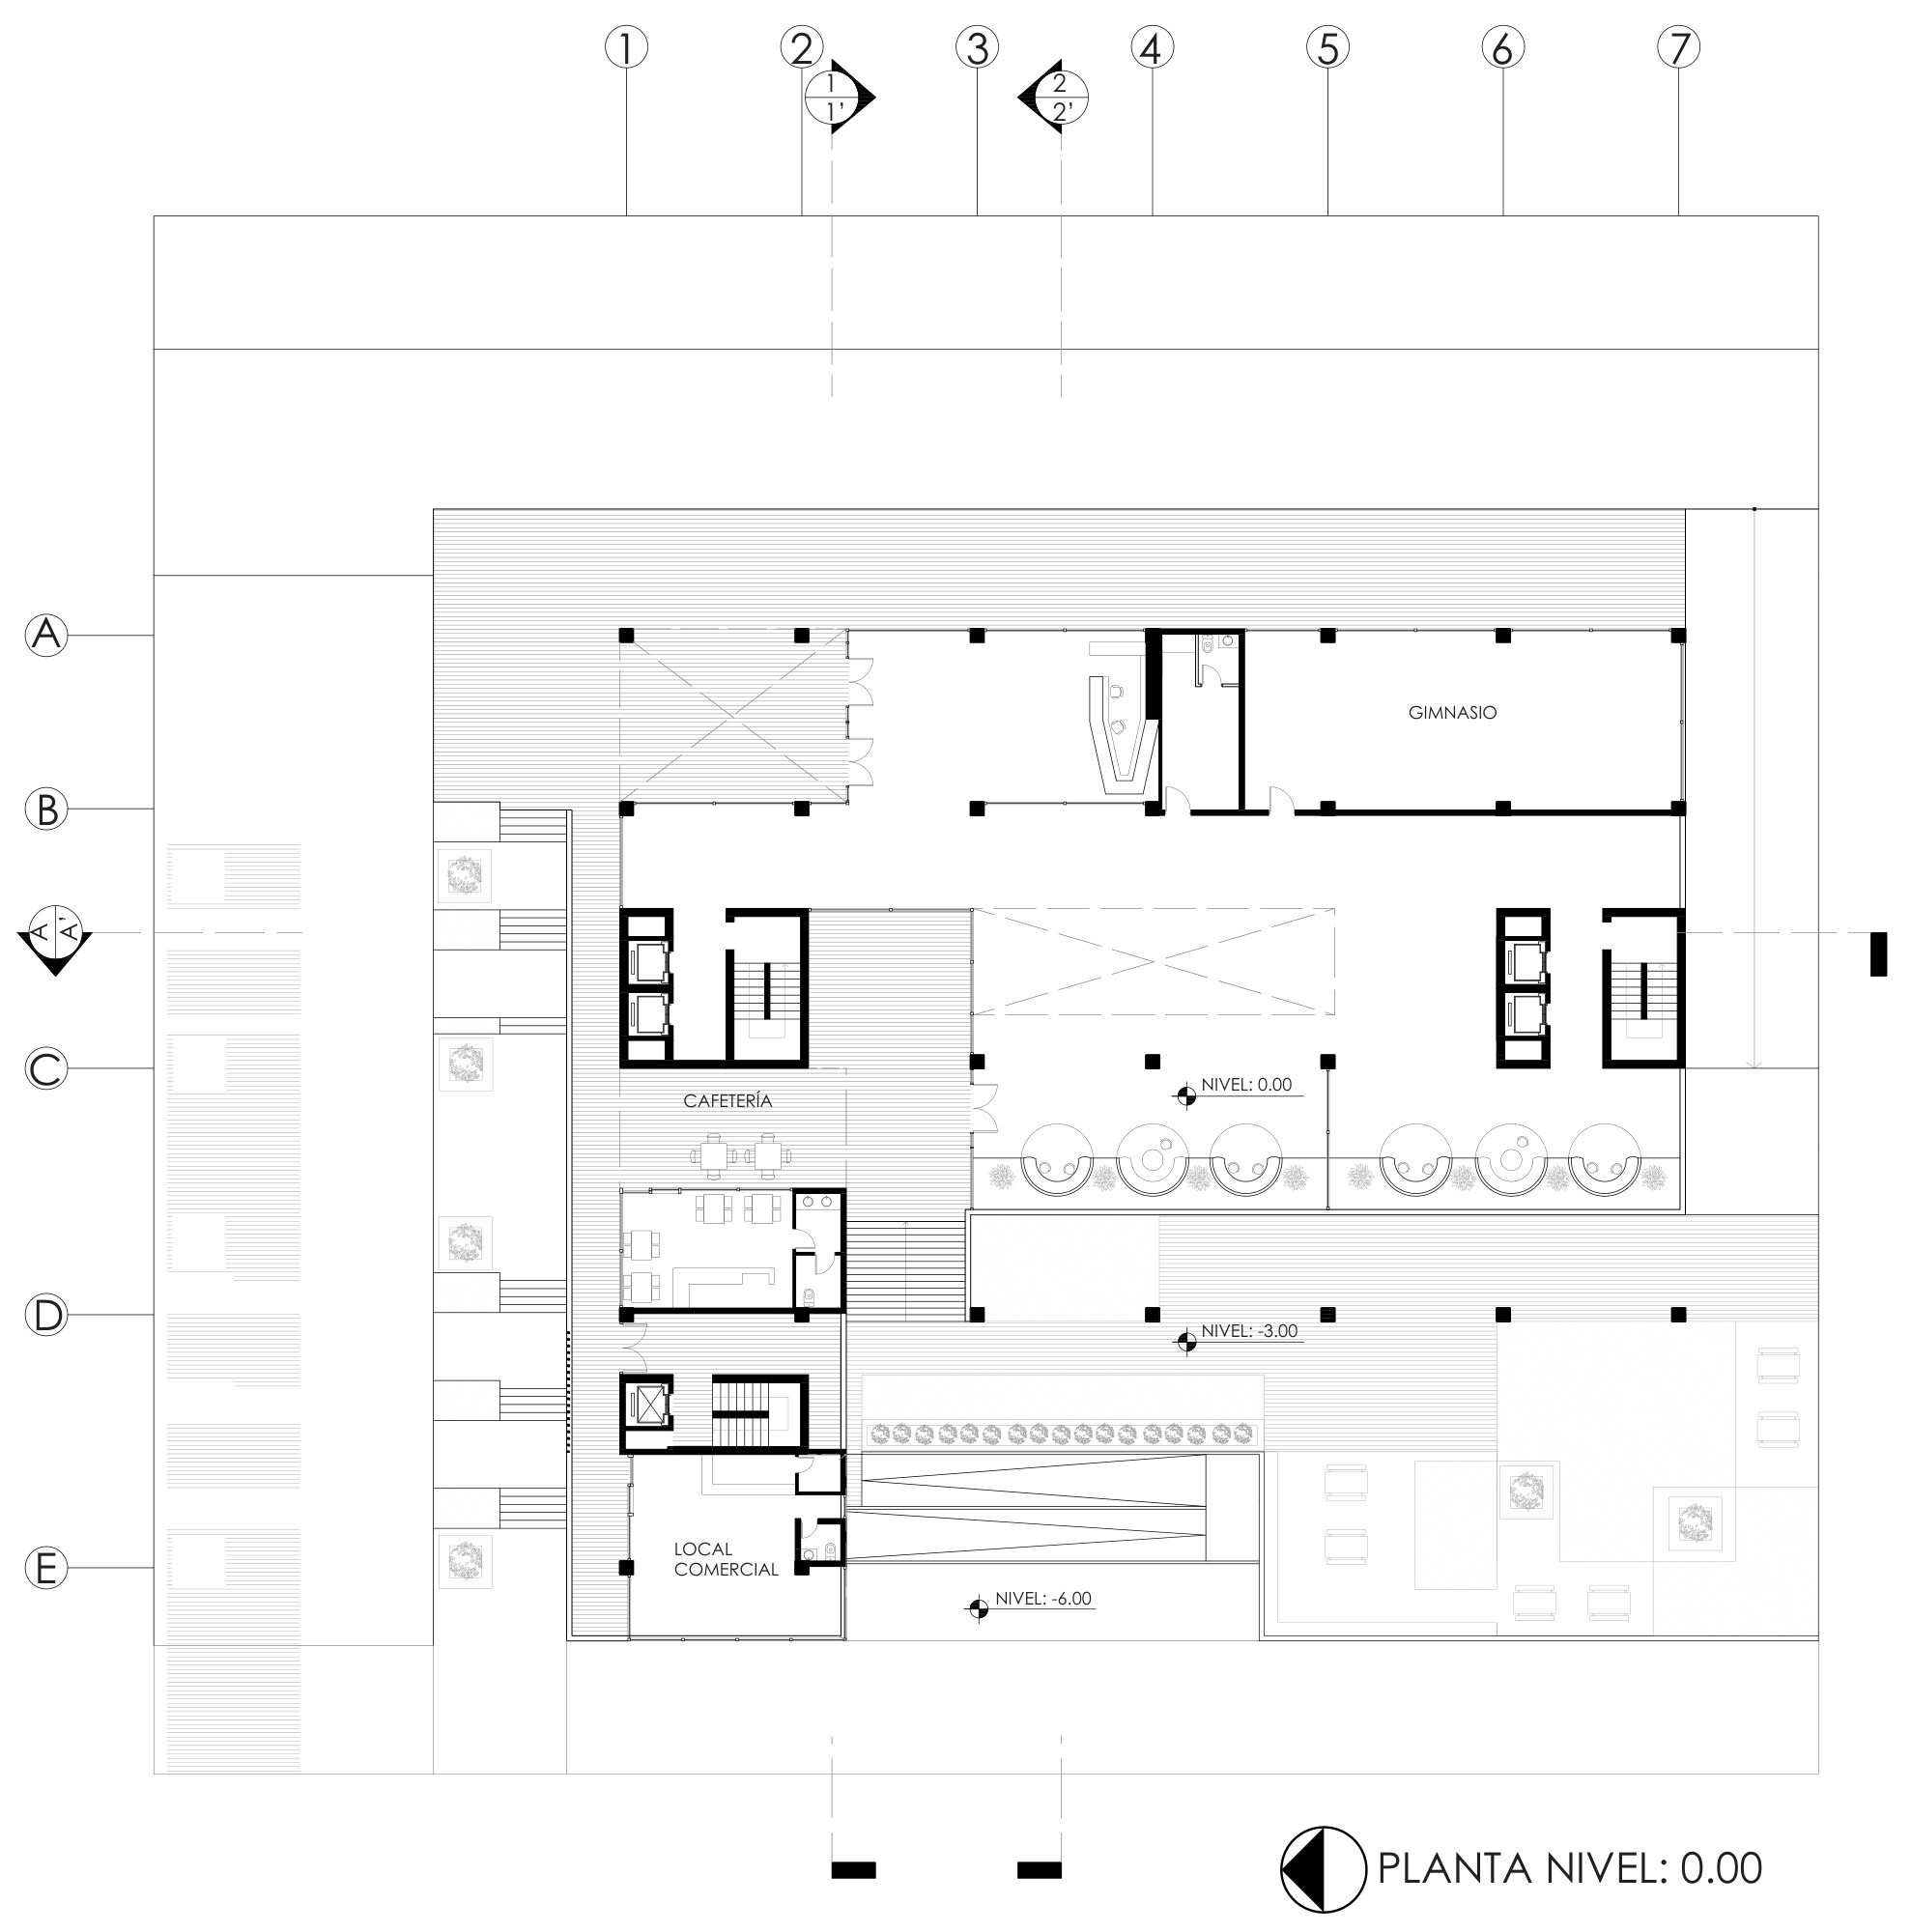 1
2
3
4
5
6
7
1
1'
2
2'
A
GIMNASIO
B
A
A'
C
NIVEL: 0.00
CAFETERÍA
D
NIVEL: -3.00
LOCAL
COMERCIAL
E
NIVEL: -6.00
PLANTA NIVEL: 0.00